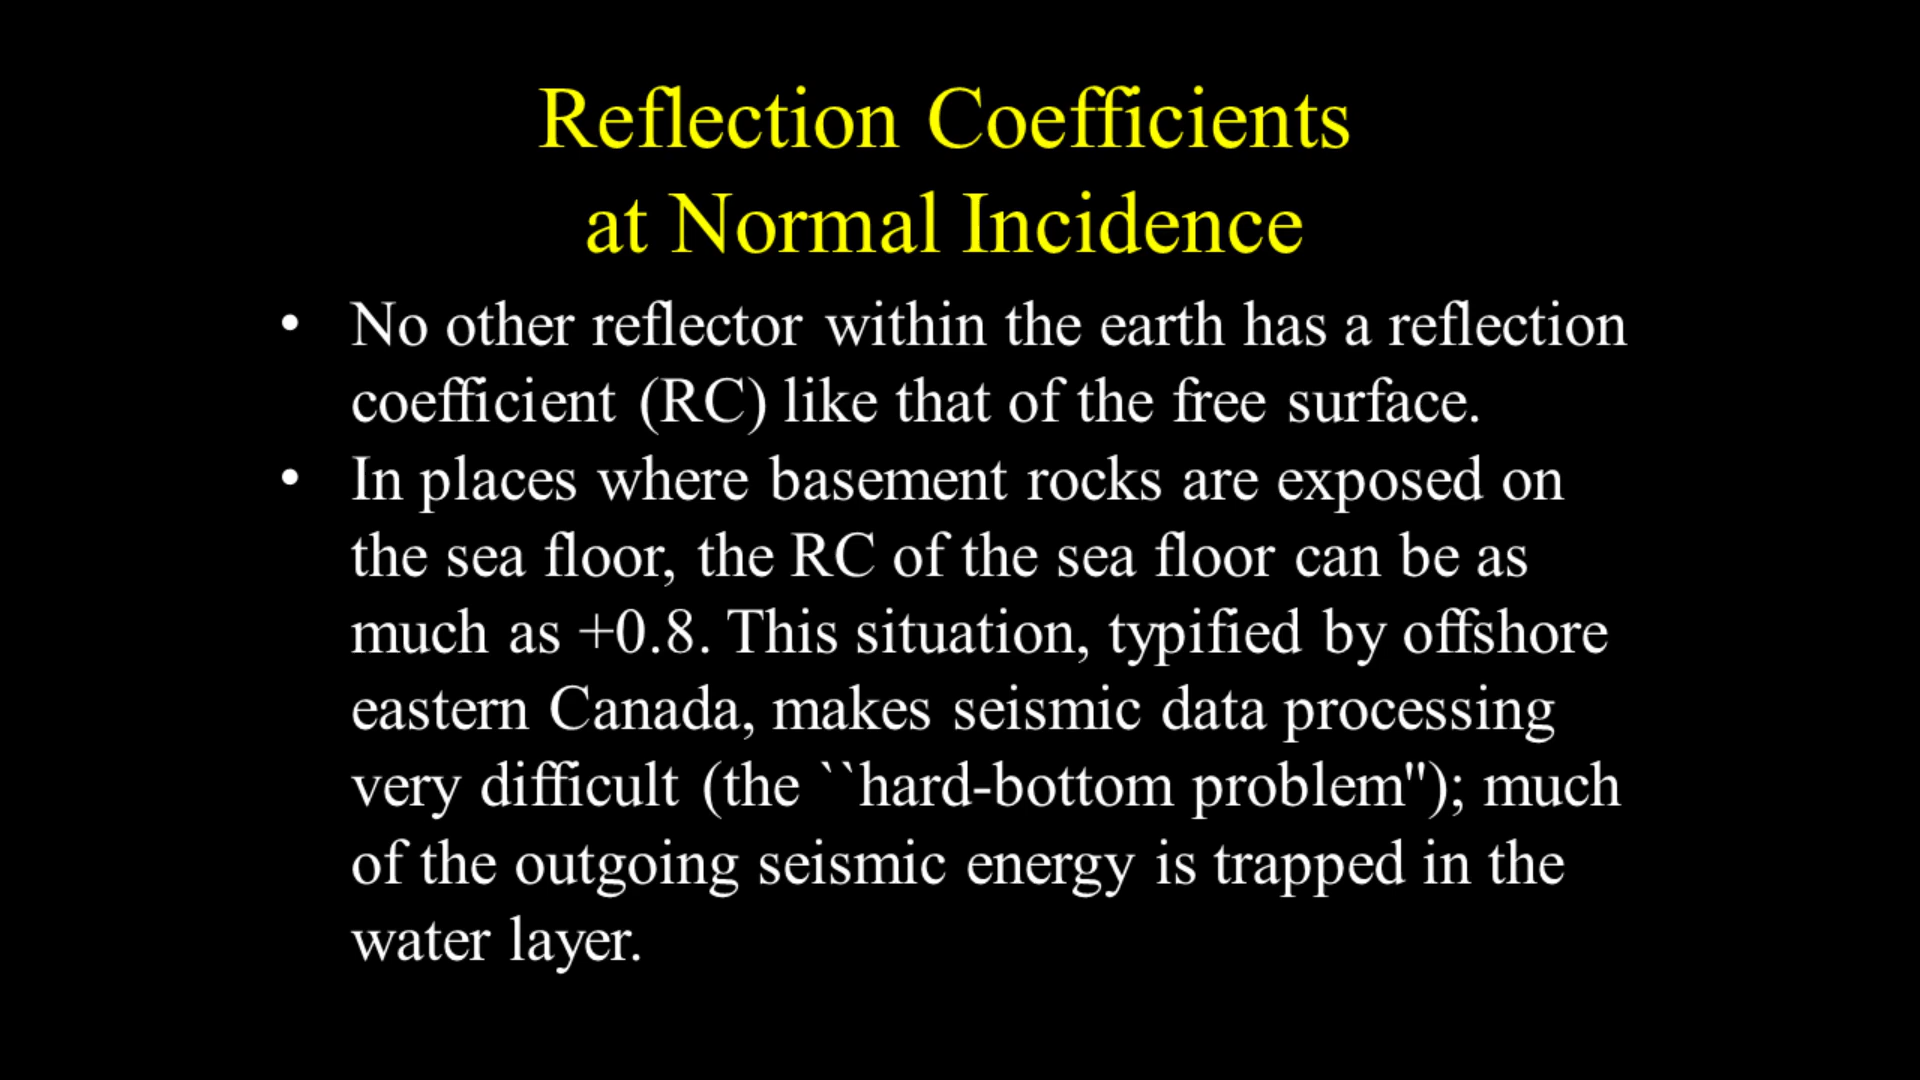 Reflection Coefficients
at Normal Incidence
• No other reflector within the earth has a reflection
coefficient (RC) like that of the free surface.
• In places where basement rocks are exposed on
the sea floor, the RC of the sea floor can be as
much as +0.8. This situation, typified by offshore
eastern Canada, makes seismic data processing
very difficult (the ``hard-bottom problem"); much
of the outgoing seismic energy is trapped in the
water layer.